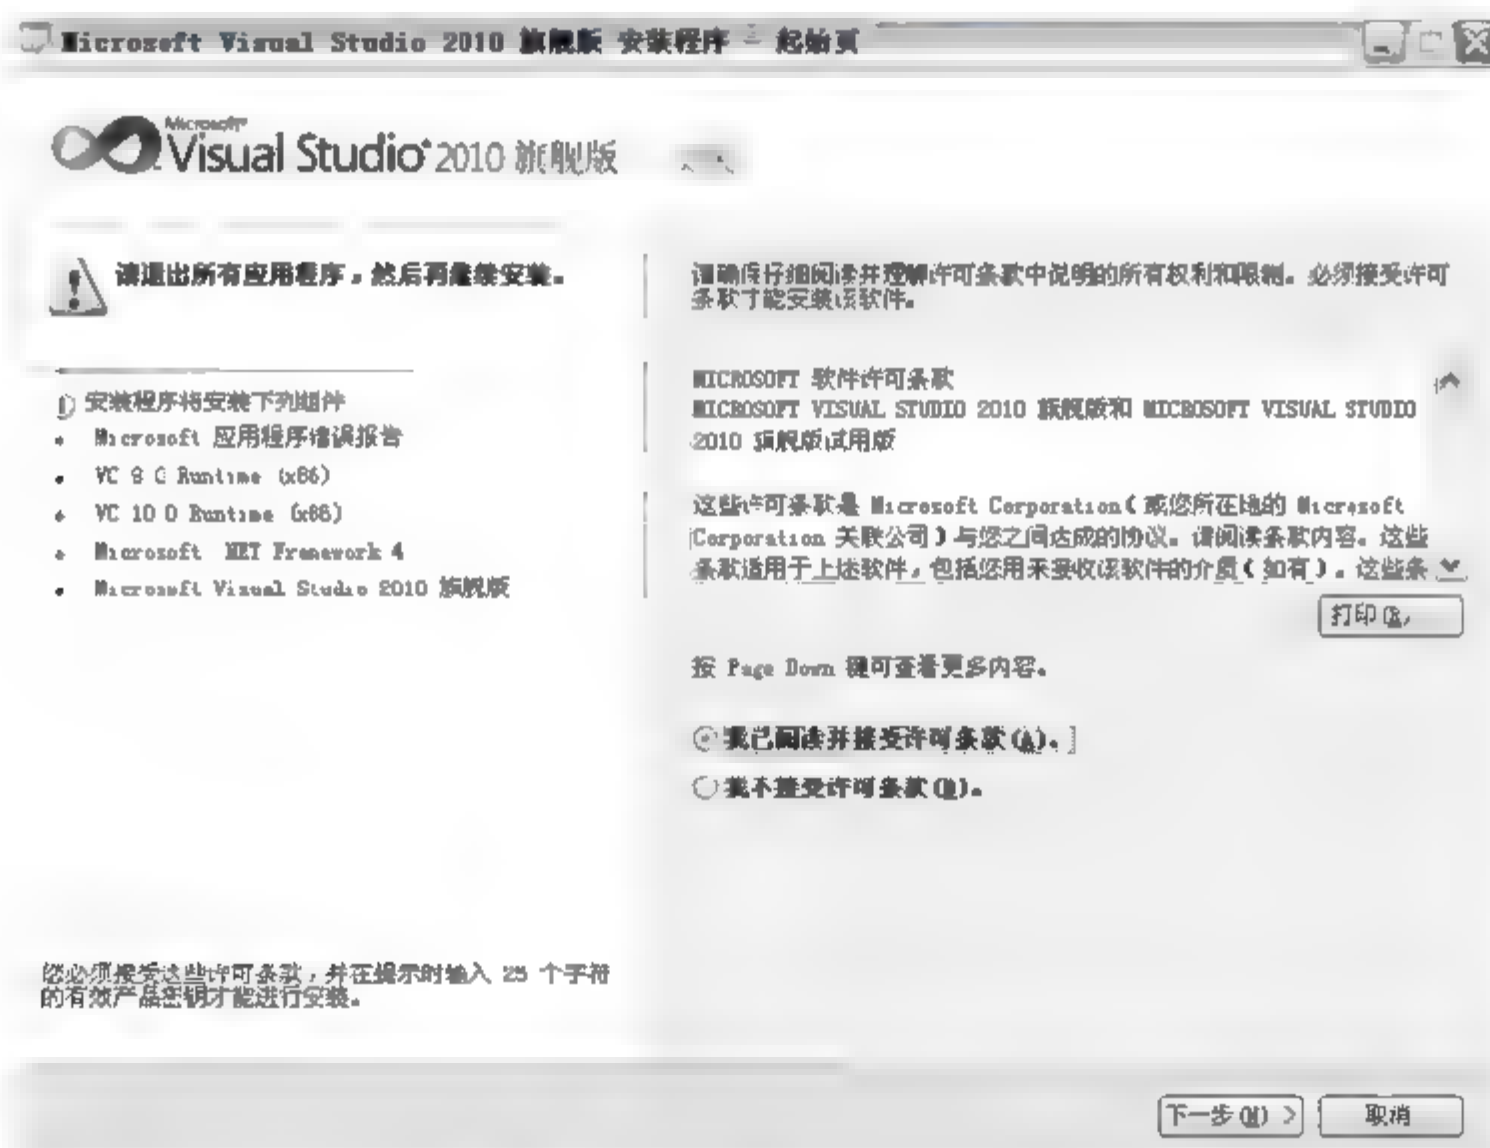 Microsoft Visual Studio 2010 旗舰版 安装程序 - 起始页
Microsoft
Visual Studio 2010 旗舰版
请退出所有应用程序，然后再继续安装。
安装程序将安装下列组件
Microsoft 应用程序错误报告
VC 9.0 Runtime (x86)
VC 10.0 Runtime (x86)
Microsoft .NET Framework 4
Microsoft Visual Studio 2010 旗舰版
您必须接受这些许可条款，并在提示时输入 25 个字符
的有效产品密钥才能进行安装。
请确保仔细阅读并理解许可条款中说明的所有权利和限制。必须接受许可
条款才能安装该软件。
MICROSOFT 软件许可条款
MICROSOFT VISUAL STUDIO 2010 旗舰版和 MICROSOFT VISUAL STUDIO
2010 旗舰版试用版
这些许可条款是 Microsoft Corporation（或您所在地的 Microsoft
Corporation 关联公司）与您之间达成的协议。请阅读条款内容。这些
条款适用于上述软件，包括您用来接收该软件的介质（如有）。这些条
打印(R)
按 Page Down 键可查看更多内容。
我已阅读并接受许可条款(A)。
我不接受许可条款(D)。
下一步(N) >
取消